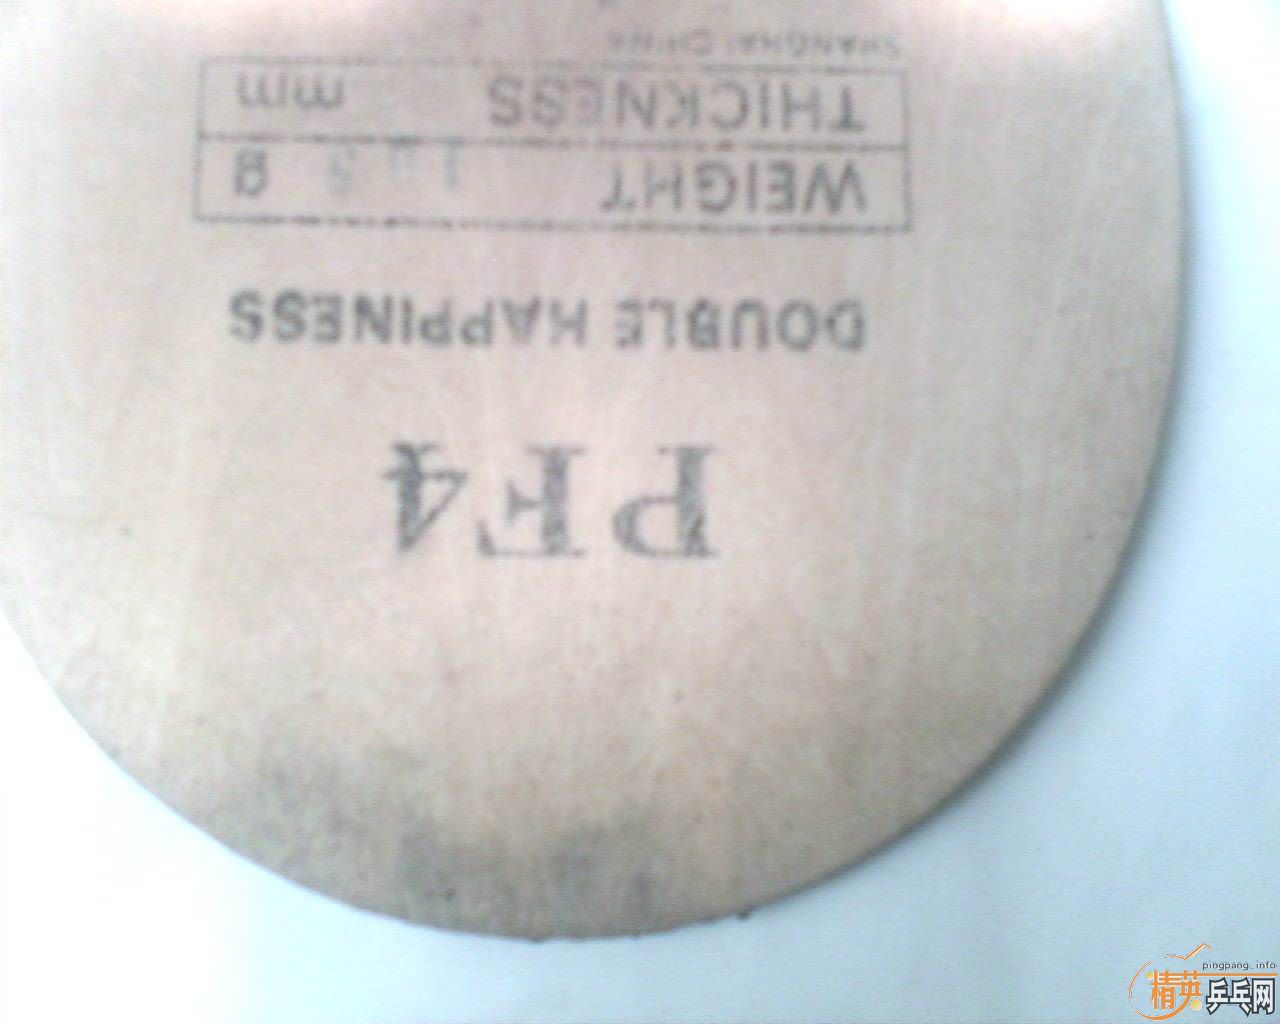 PF4
DOUBLE HAPPINESS
WEIGHT g
THICKNESS mm
SHANGHAI CHINA
pingpang.info
精英乒乓网